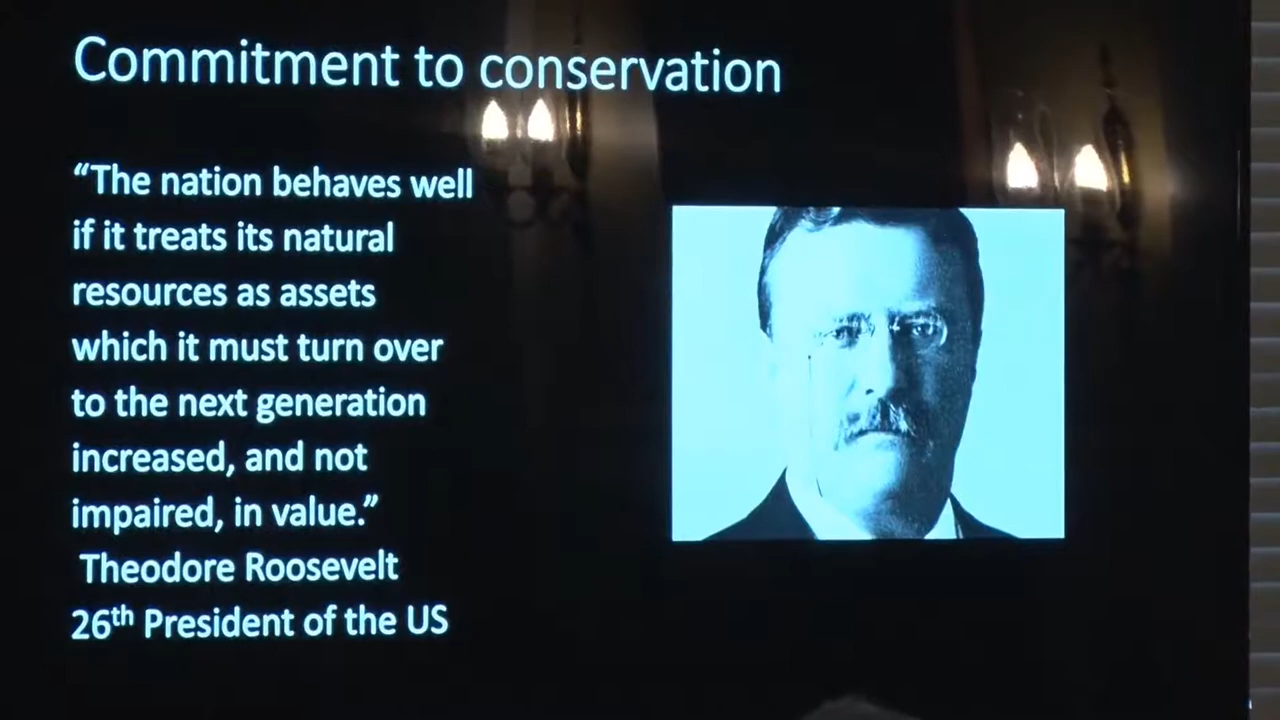 Commitment to conservation
“The nation behaves well
if it treats its natural
resources as assets
which it must turn over
to the next generation
increased, and not
impaired, in value.”
Theodore Roosevelt
26th President of the US